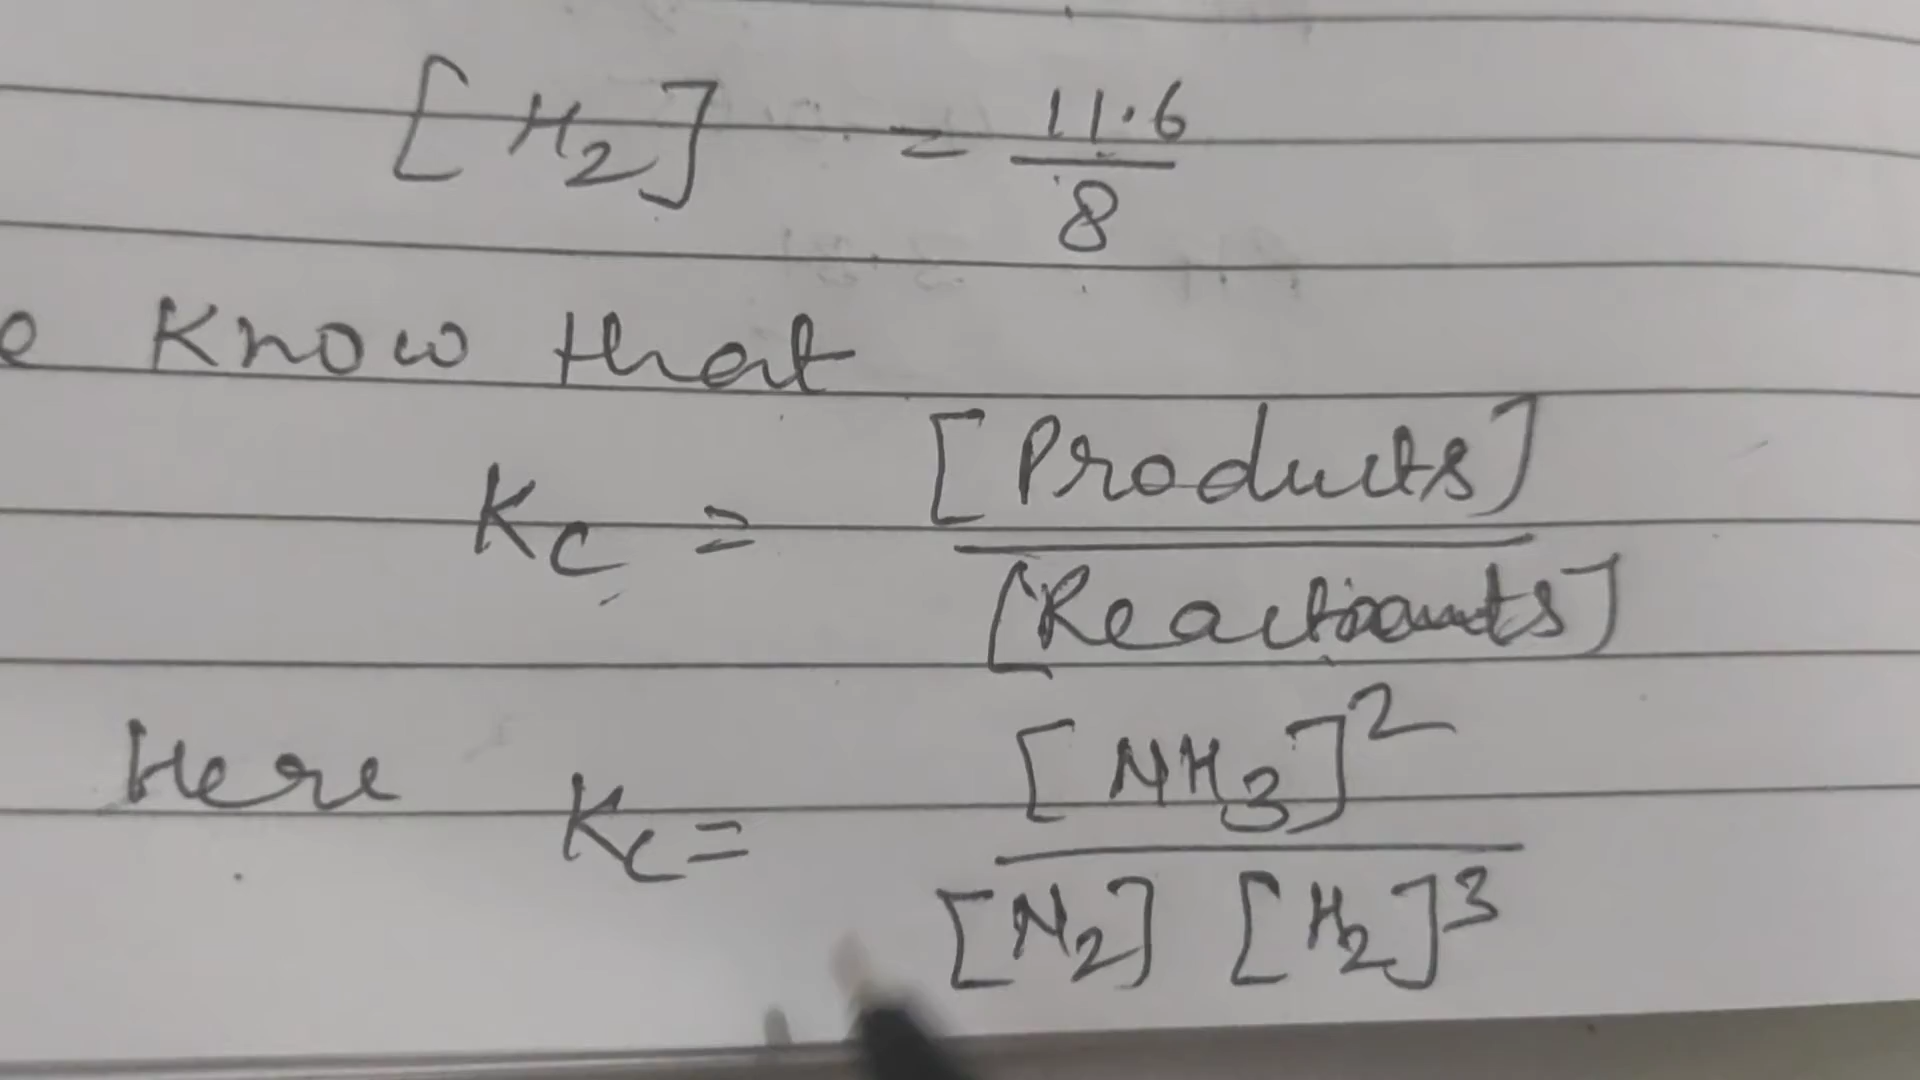 [H₂] = 11.6/8
e Know that
Kc = [Products]/[Reactants]
Here Kc = [NH₃]²/[N₂] [H₂]³